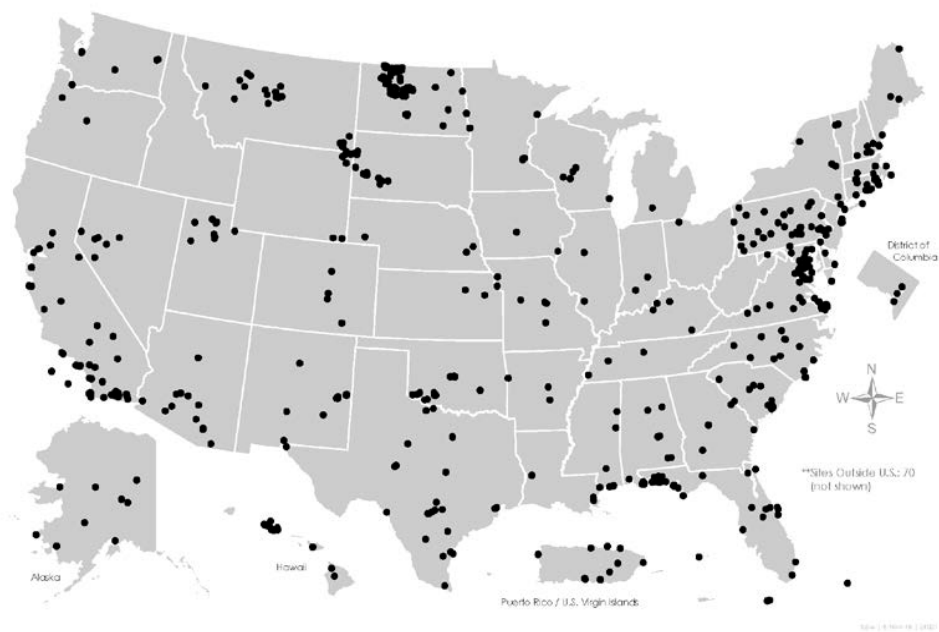 District of
Columbia
N
W E
S
**Sites Outside U.S.: 70
(not shown)
Alaska
Hawaii
Puerto Rico / U.S. Virgin Islands